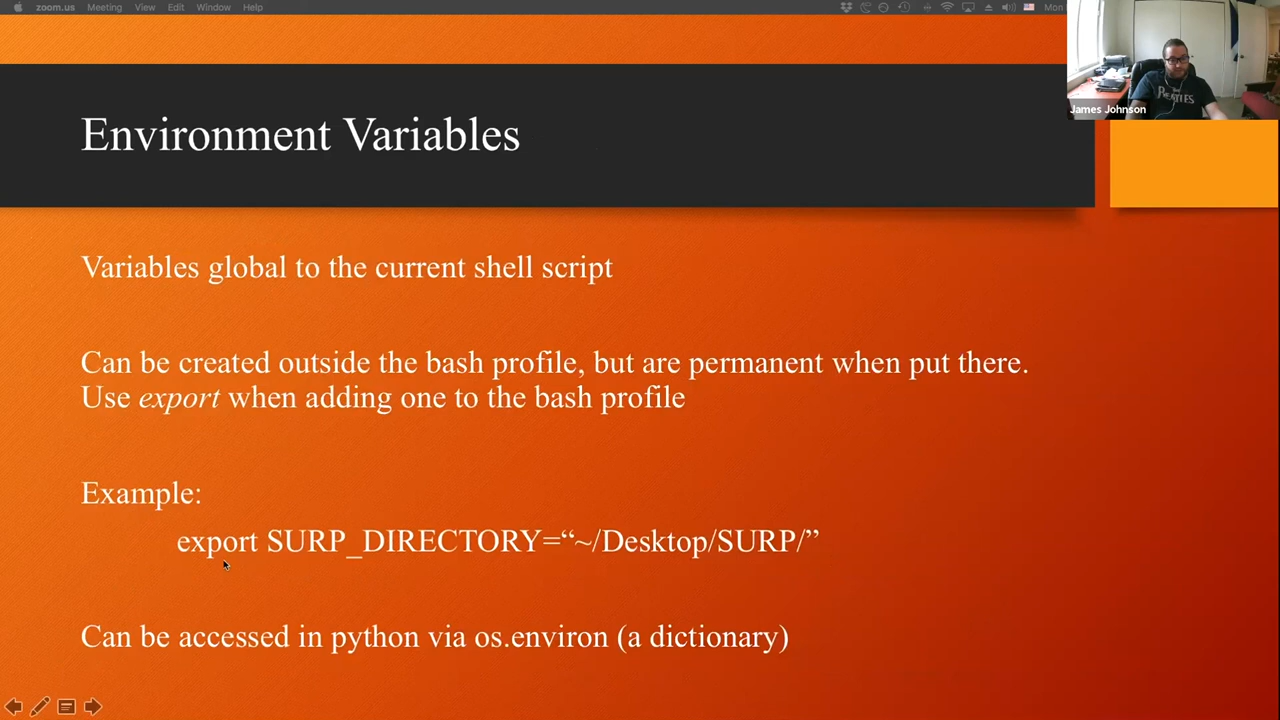 zoom.us Meeting View Edit Window Help Mon
James Johnson
Environment Variables
Variables global to the current shell script
Can be created outside the bash profile, but are permanent when put there.
Use export when adding one to the bash profile
Example:
export SURP_DIRECTORY=“~/Desktop/SURP/”
Can be accessed in python via os.environ (a dictionary)